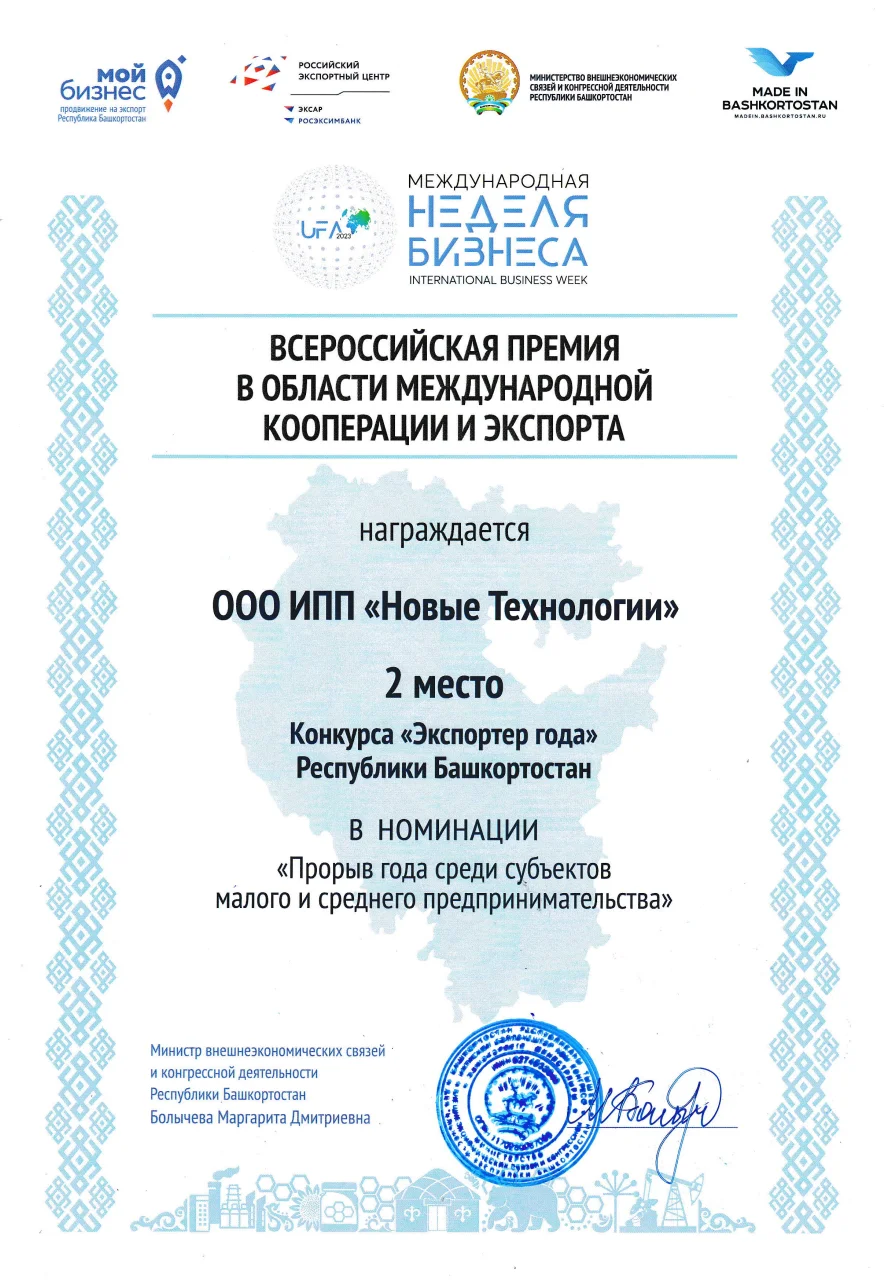 мой
бизнес
продвижение на экспорт
Республика Башкортостан
РОССИЙСКИЙ
ЭКСПОРТНЫЙ ЦЕНТР
ЭКСАР
РОСЭКСИМБАНК
МИНИСТЕРСТВО ВНЕШНЕЭКОНОМИЧЕСКИХ
СВЯЗЕЙ И КОНГРЕССНОЙ ДЕЯТЕЛЬНОСТИ
РЕСПУБЛИКИ БАШКОРТОСТАН
MADE IN
BASHKORTOSTAN
MADEIN.BASHKORTOSTAN.RU
UFA
2023
МЕЖДУНАРОДНАЯ
НЕДЕЛЯ
БИЗНЕСА
INTERNATIONAL BUSINESS WEEK
ВСЕРОССИЙСКАЯ ПРЕМИЯ
В ОБЛАСТИ МЕЖДУНАРОДНОЙ
КООПЕРАЦИИ И ЭКСПОРТА
награждается
ООО ИПП «Новые Технологии»
2 место
Конкурса «Экспортер года»
Республики Башкортостан
В НОМИНАЦИИ
«Прорыв года среди субъектов
малого и среднего предпринимательства»
Министр внешнеэкономических связей
и конгрессной деятельности
Республики Башкортостан
Болычева Маргарита Дмитриевна